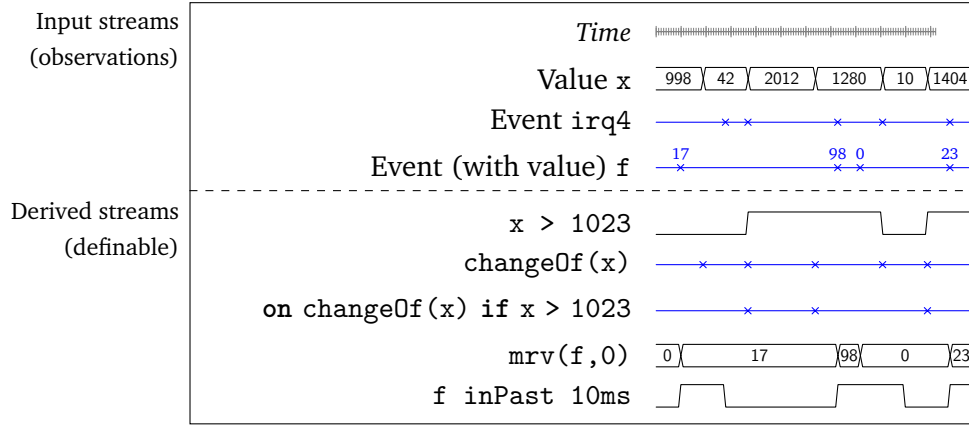 Input streams
(observations)
Time
Value x 998 42 2012 1280 10 1404
Event irq4
Event (with value) f 17 98 0 23
Derived streams
(definable)
x > 1023
changeOf(x)
on changeOf(x) if x > 1023
mrv(f,0) 0 17 98 0 23
f inPast 10ms